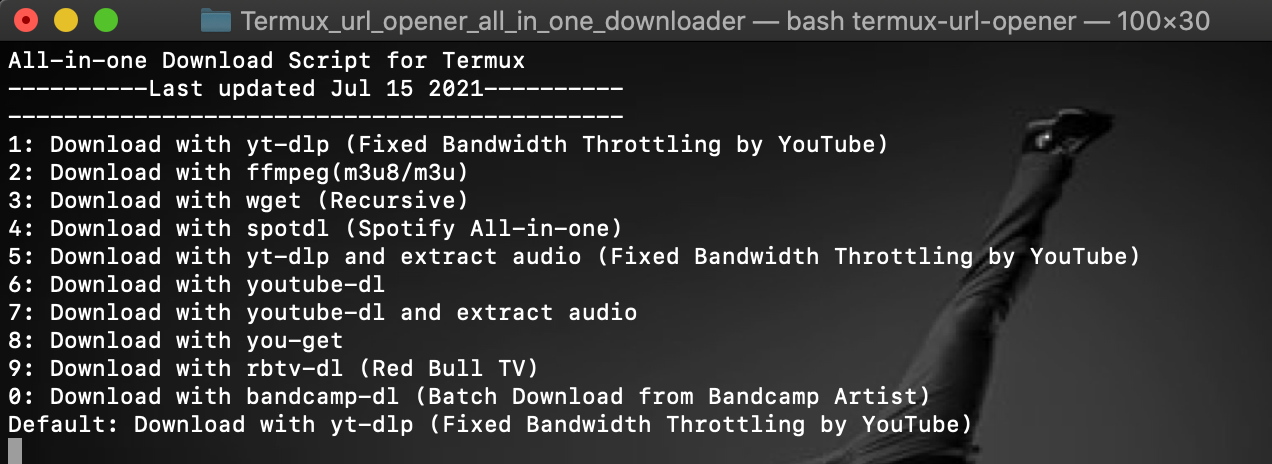 Termux_url_opener_all_in_one_downloader — bash termux-url-opener — 100×30
All-in-one Download Script for Termux
----------Last updated Jul 15 2021----------
--------------------------------------------
1: Download with yt-dlp (Fixed Bandwidth Throttling by YouTube)
2: Download with ffmpeg(m3u8/m3u)
3: Download with wget (Recursive)
4: Download with spotdl (Spotify All-in-one)
5: Download with yt-dlp and extract audio (Fixed Bandwidth Throttling by YouTube)
6: Download with youtube-dl
7: Download with youtube-dl and extract audio
8: Download with you-get
9: Download with rbtv-dl (Red Bull TV)
0: Download with bandcamp-dl (Batch Download from Bandcamp Artist)
Default: Download with yt-dlp (Fixed Bandwidth Throttling by YouTube)